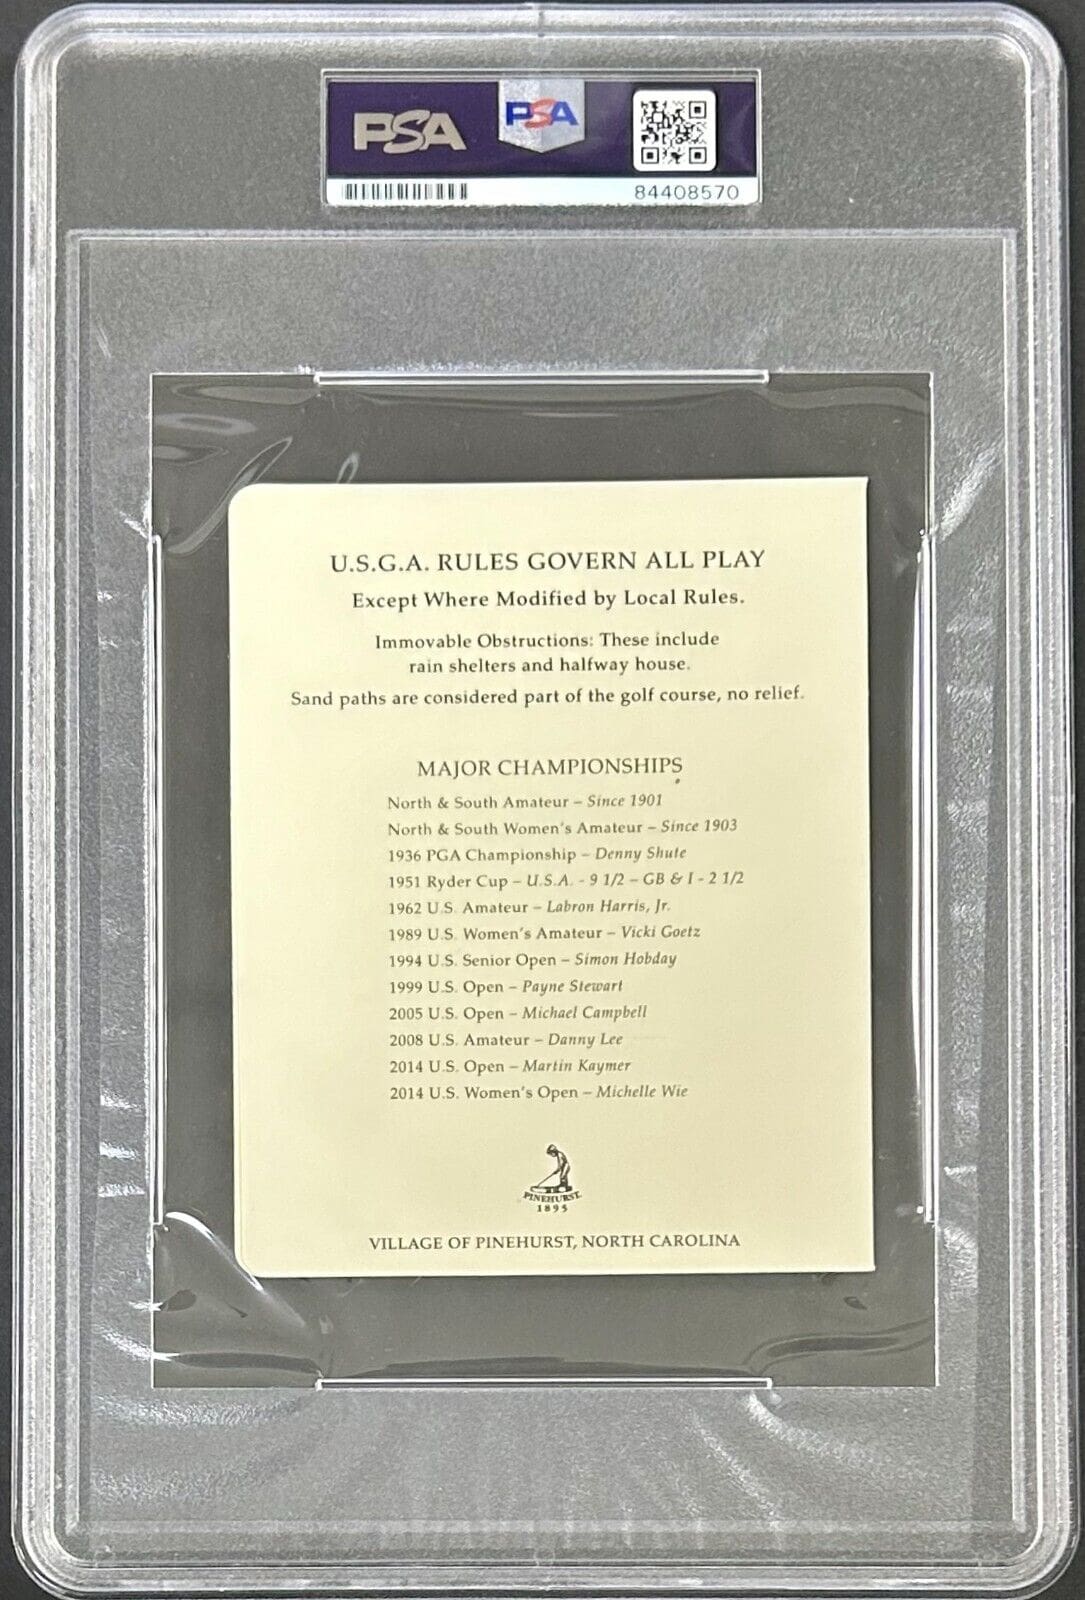 PSA
PSA
84408570
U.S.G.A. RULES GOVERN ALL PLAY
Except Where Modified by Local Rules.
Immovable Obstructions: These include
rain shelters and halfway house.
Sand paths are considered part of the golf course, no relief.
MAJOR CHAMPIONSHIPS
North & South Amateur – Since 1901
North & South Women's Amateur – Since 1903
1936 PGA Championship – Denny Shute
1951 Ryder Cup – U.S.A. - 9 1/2 – GB & I - 2 1/2
1962 U.S. Amateur – Labron Harris, Jr.
1989 U.S. Women's Amateur – Vicki Goetz
1994 U.S. Senior Open – Simon Hobday
1999 U.S. Open – Payne Stewart
2005 U.S. Open – Michael Campbell
2008 U.S. Amateur – Danny Lee
2014 U.S. Open – Martin Kaymer
2014 U.S. Women's Open – Michelle Wie
PINEHURST
1895
VILLAGE OF PINEHURST, NORTH CAROLINA